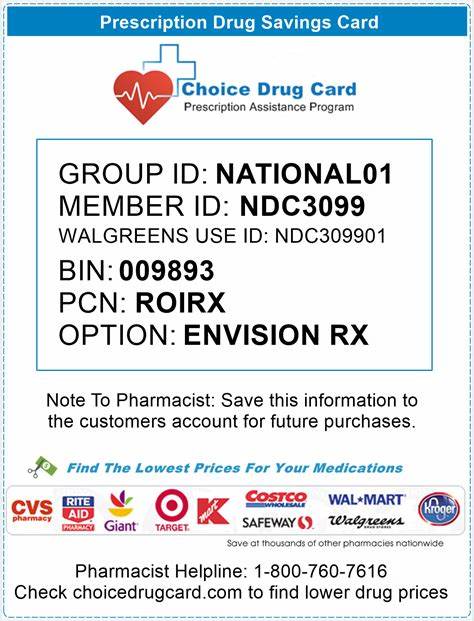 Prescription Drug Savings Card
Choice Drug Card
Prescription Assistance Program
GROUP ID: NATIONAL01
MEMBER ID: NDC3099
WALGREENS USE ID: NDC309901
BIN: 009893
PCN: ROIRX
OPTION: ENVISION RX
Note To Pharmacist: Save this information to
the customers account for future purchases.
$
Find The Lowest Prices For Your Medications
CVS
pharmacy
RITE
AID
PHARMACY
Giant
TARGET
K
Kmart
COSTCO
WHOLESALE
SAFEWAY
WAL★MART
Walgreens
DRUG STORES
Kroger
Save at thousands of other pharmacies nationwide
Pharmacist Helpline: 1-800-760-7616
Check choicedrugcard.com to find lower drug prices